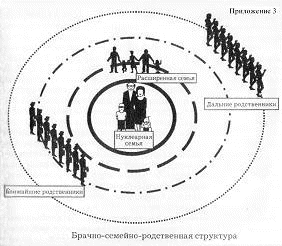 Приложение 3
Расширенная семья
Дальние родственники
Нуклеарная
семья
Ближайшие родственники
Брачно-семейно-родственная структура